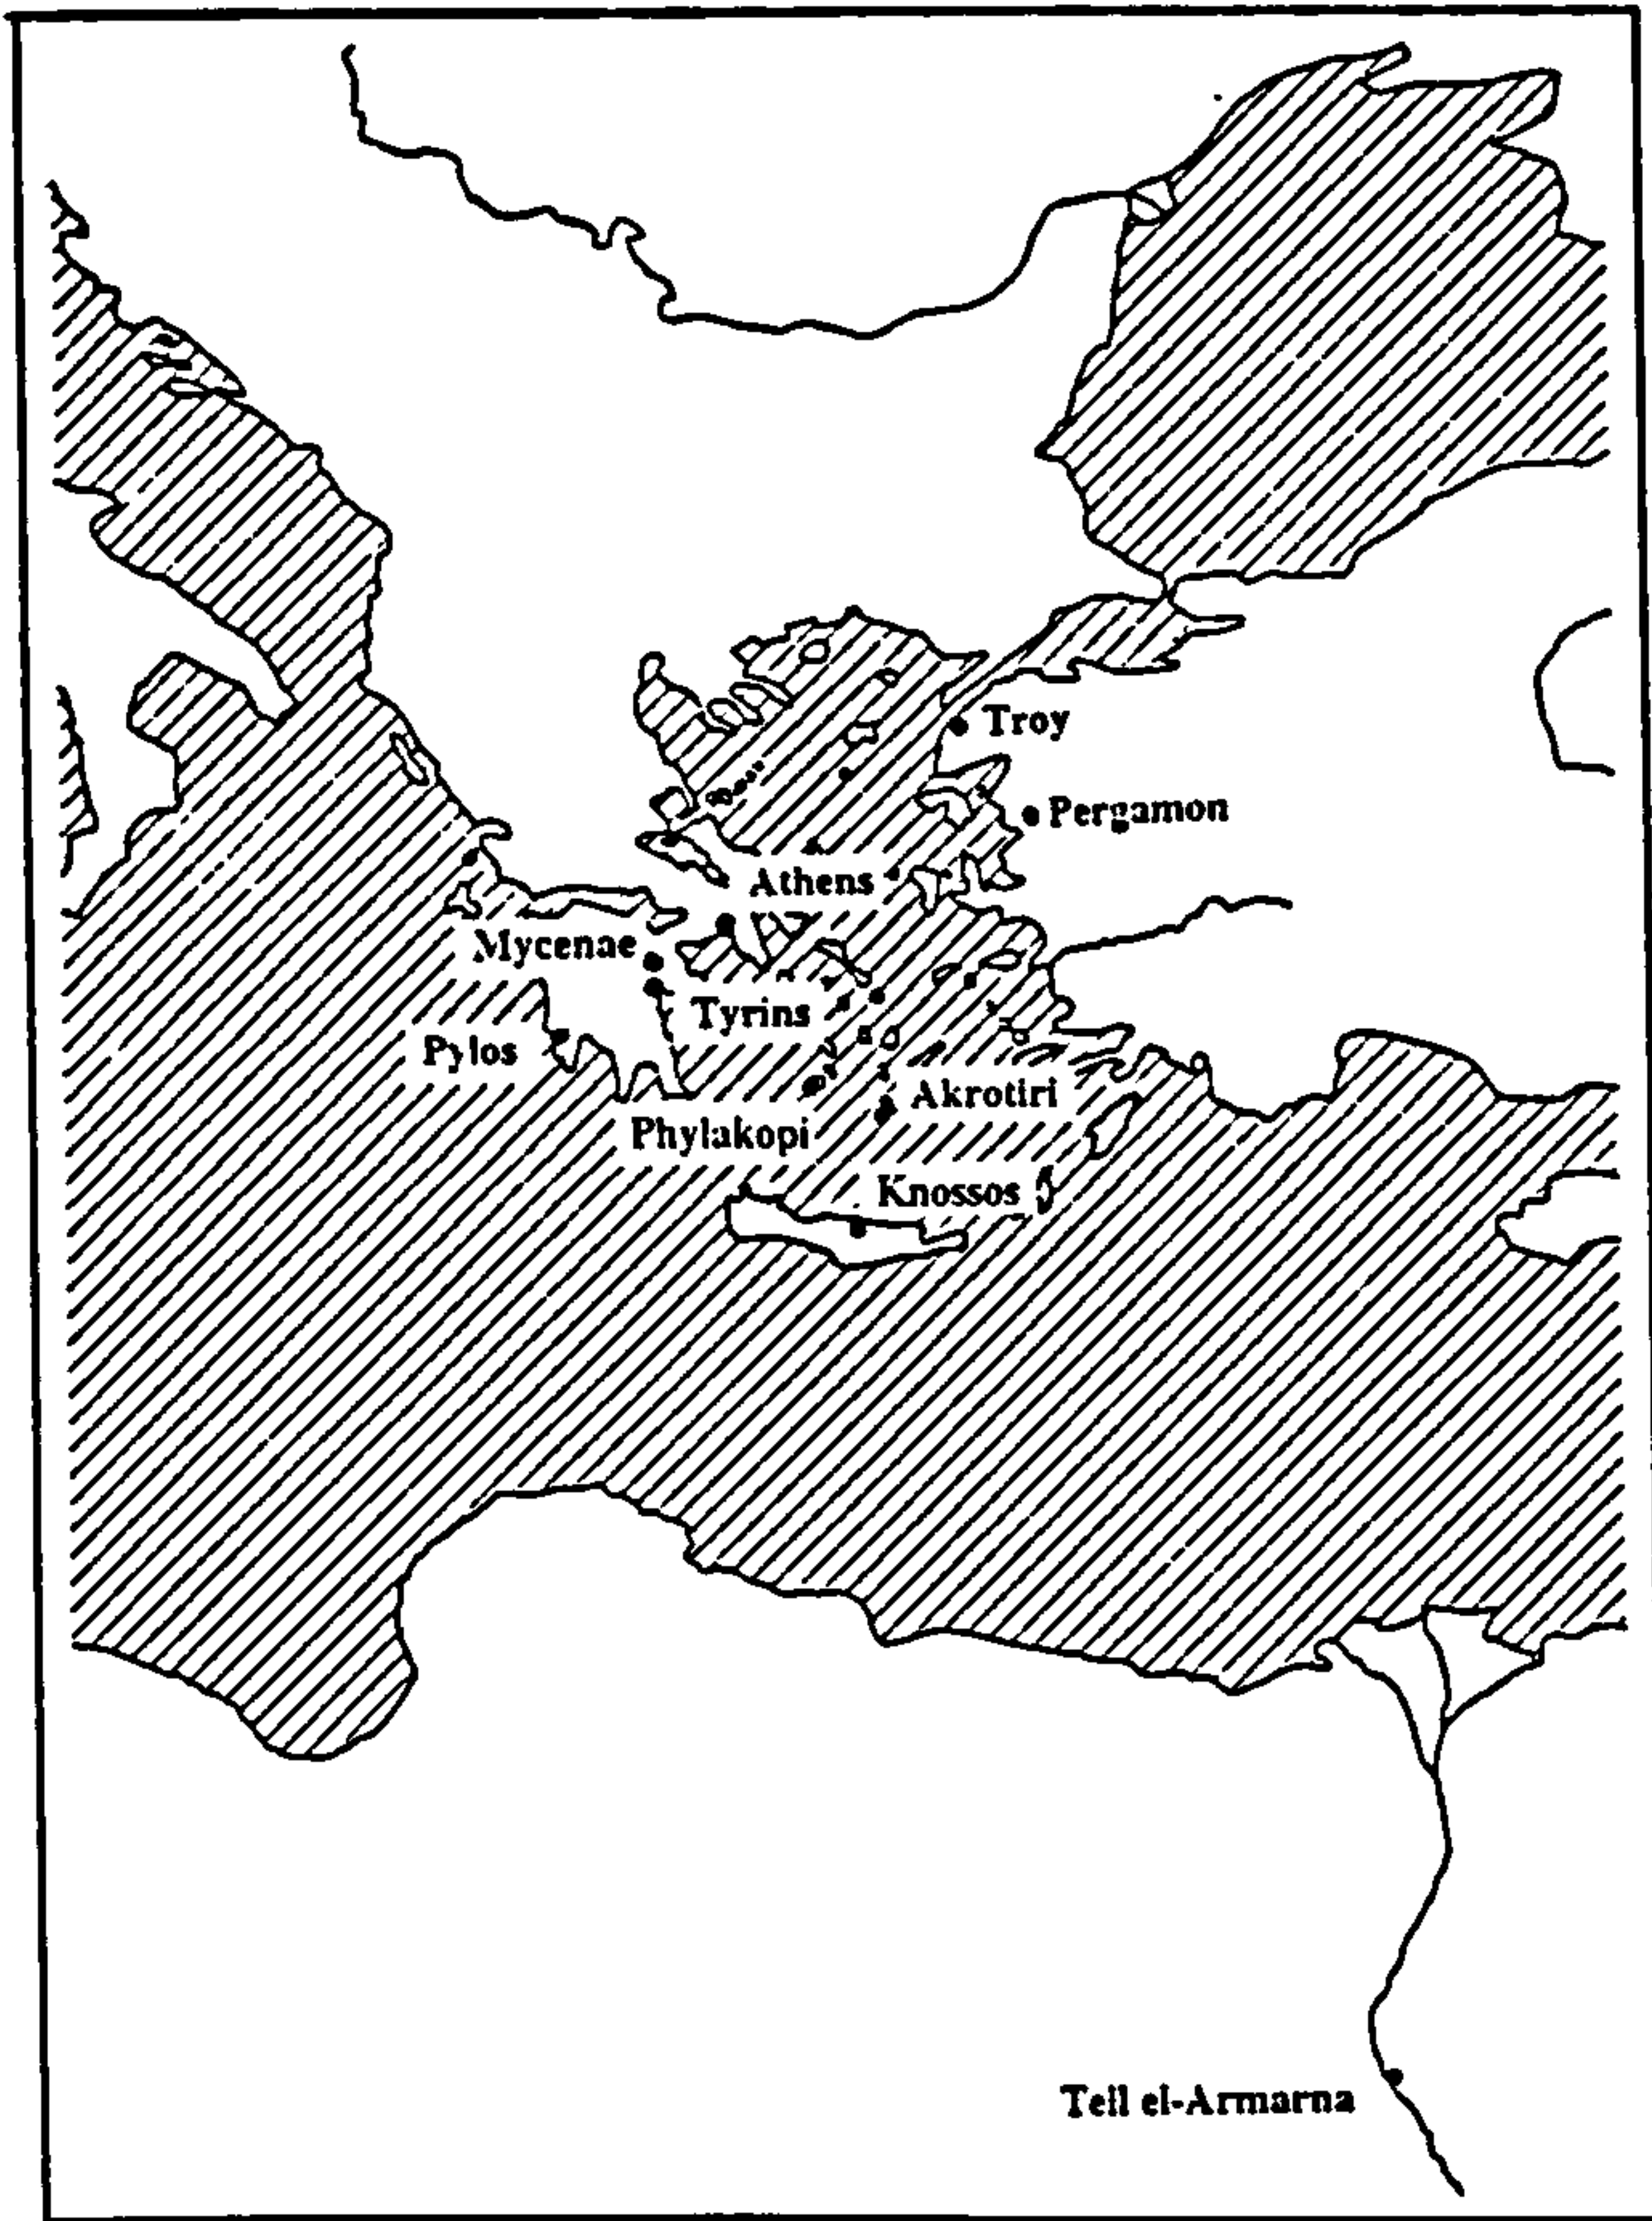 Troy
Pergamon
Athens
Mycenae
Tyrins
Pylos
Akrotiri
Phylakopi
Knossos
Tell el-Armarna